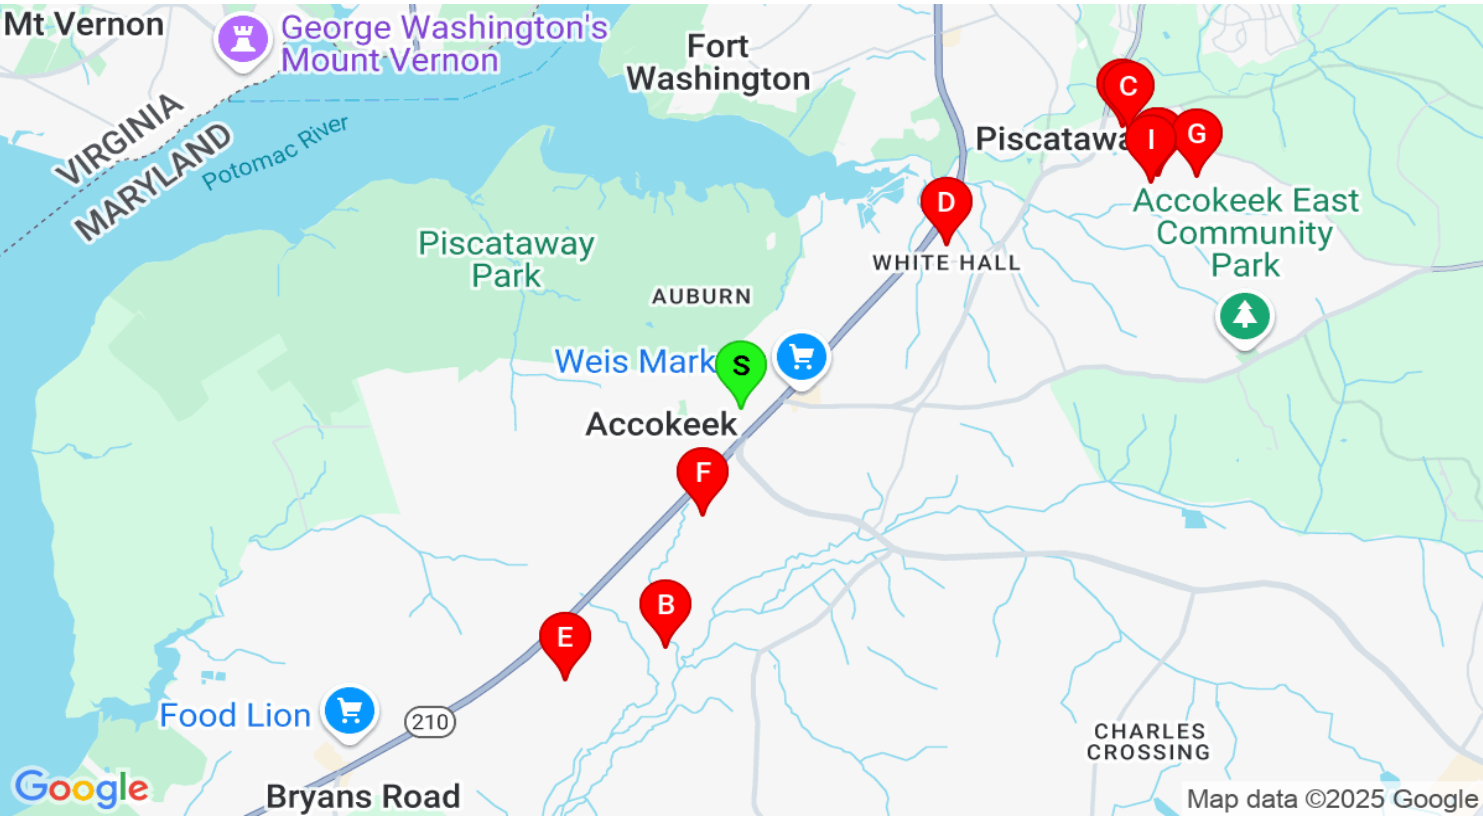 Mt Vernon
George Washington's
Mount Vernon
Fort
Washington
VIRGINIA
MARYLAND
Potomac River
C
Piscatawa
I
G
Accokeek East
Community
Park
D
WHITE HALL
Piscataway
Park
AUBURN
Weis Mark
S
Accokeek
F
B
E
Food Lion
210
CHARLES
CROSSING
Bryans Road
Google
Map data ©2025 Google